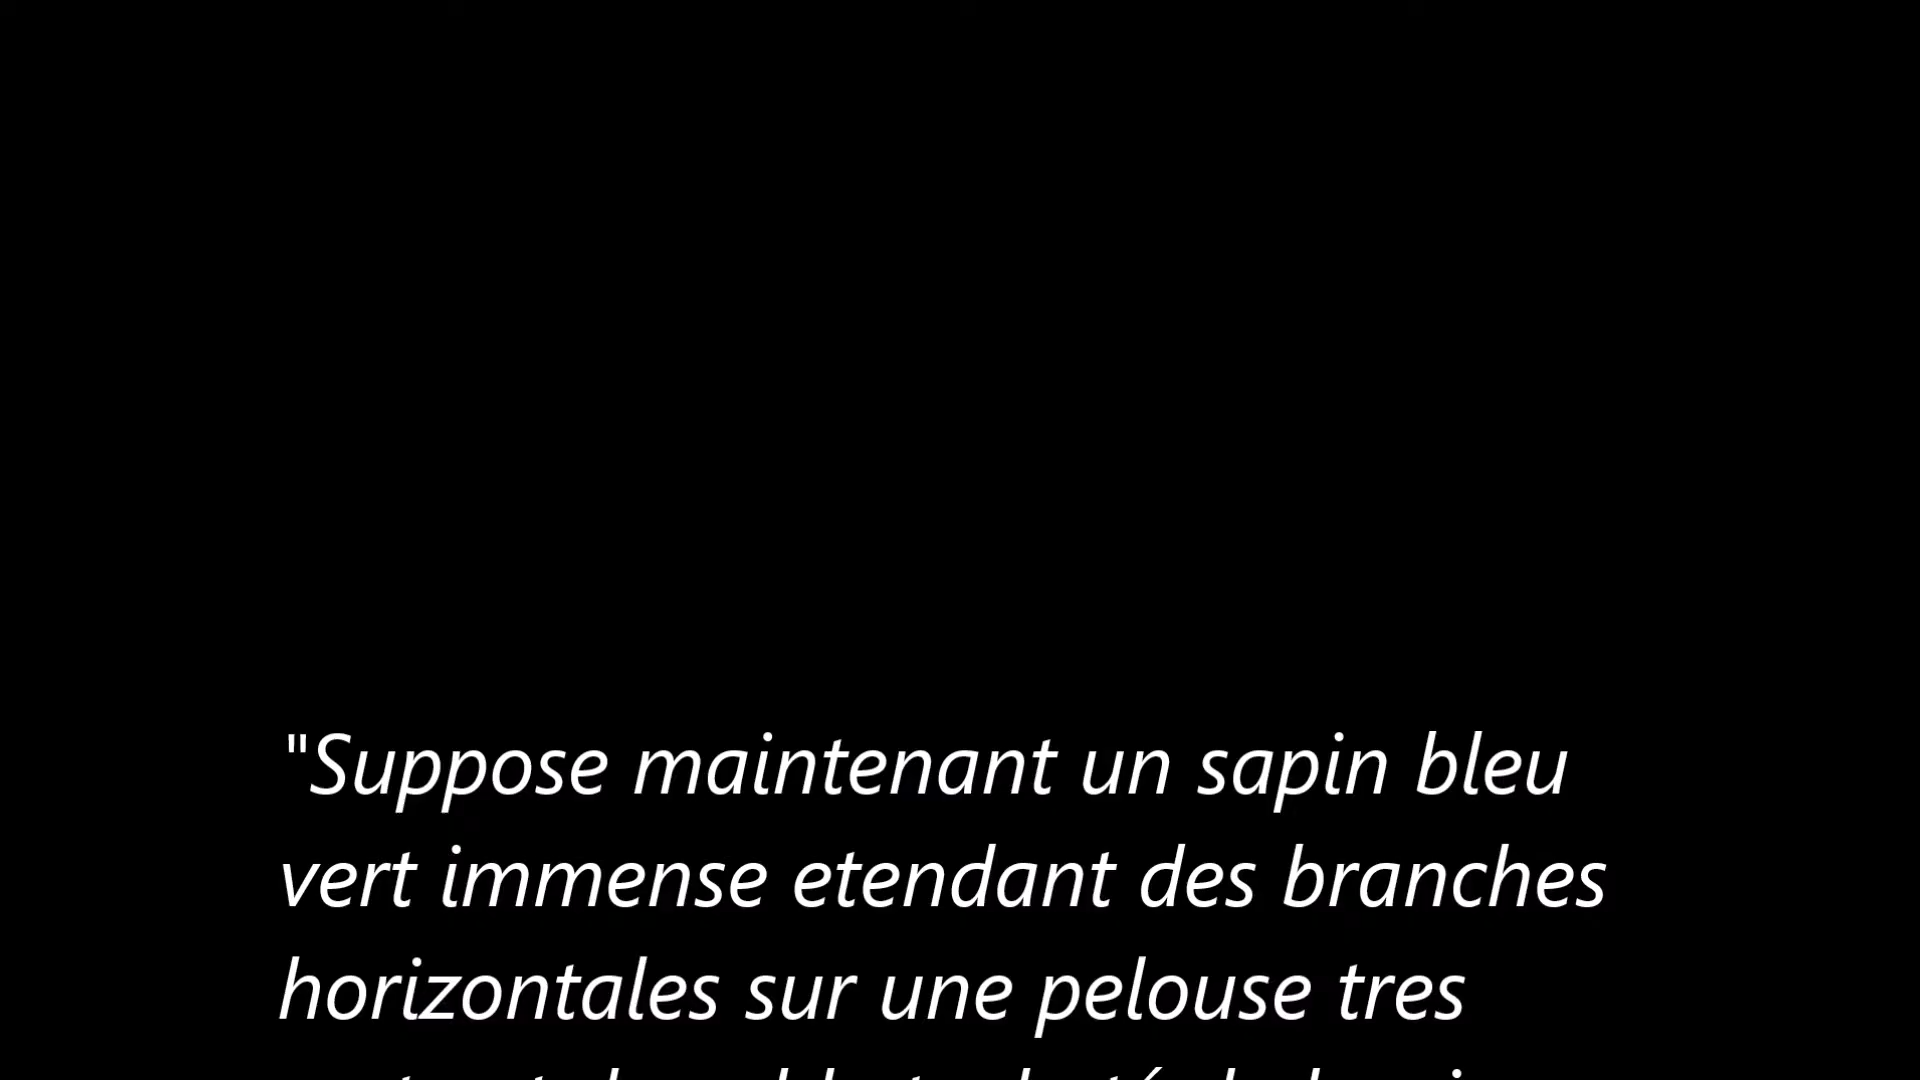 "Suppose maintenant un sapin bleu
vert immense etendant des branches
horizontales sur une pelouse tres